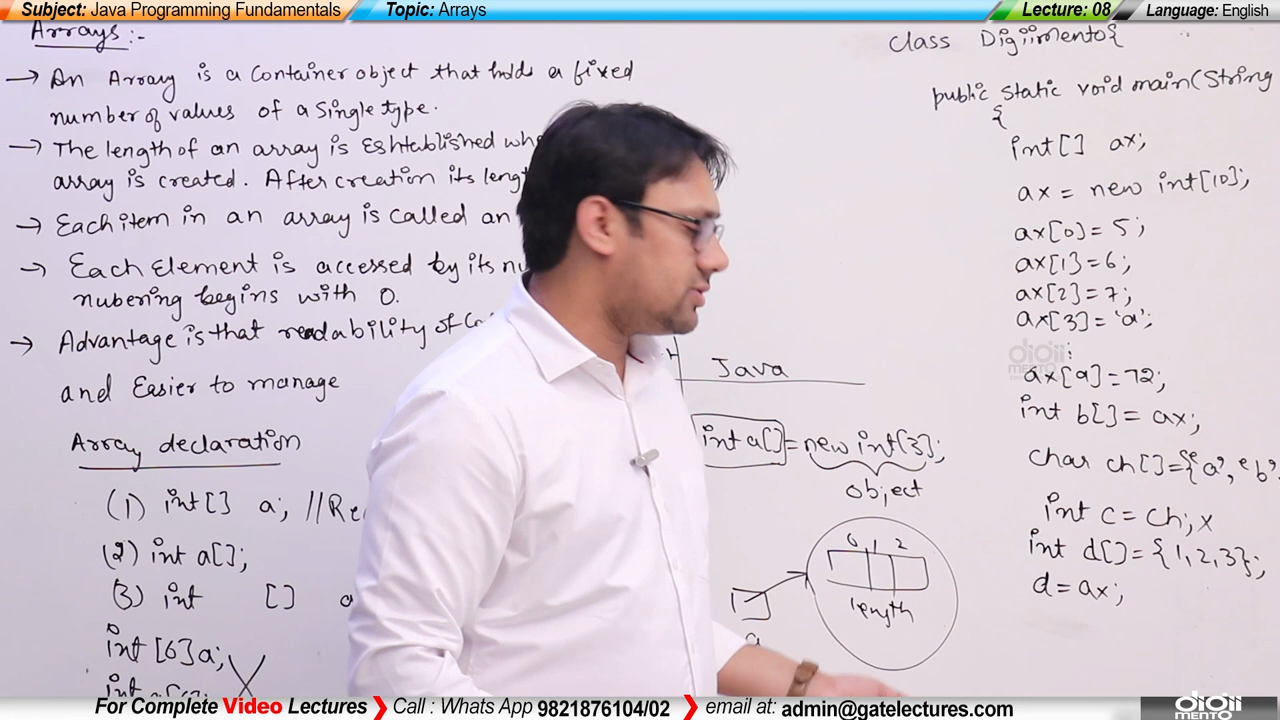 Subject: Java Programming Fundamentals
Topic: Arrays
Lecture: 08
Language: English
Arrays:-
→ An Array is a Container object that holds a fixed
number of values of a Single type.
→ The length of an array is Eshtablished
array is created. After creation its
→ Each item in an array is called an
→ Each Element is accessed by its
nubering begins with 0.
→ Advantage is that readability of
and Easier to manage
Array declaration
(1) int[] a; //
(2) int a[];
(3) int []
int [6]a;
Java
int a[] = new int[3];
object
0 1 2
length
a
class Digiimento{
public static void main(String
{
int[] ax;
ax = new int[10];
ax[0] = 5;
ax[1] = 6;
ax[2] = 7;
ax[3] = 'a';
:
ax[9] = 72;
int b[] = ax;
char ch[] = {'a', 'b'
int c = ch; x
int d[] = {1, 2, 3};
d = ax;
digii
MENTO
For Complete Video Lectures
Call : Whats App 9821876104/02
email at: admin@gatelectures.com
digii
MENTO